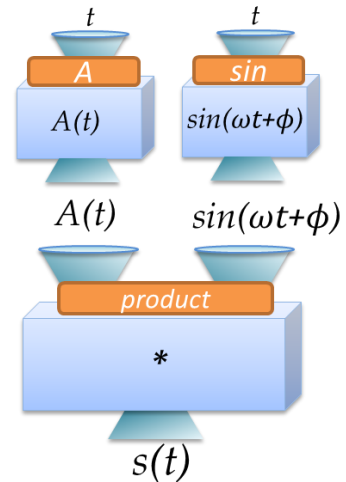 t t
A sin
A(t) sin(ωt+ϕ)
A(t) sin(ωt+ϕ)
product
*
s(t)